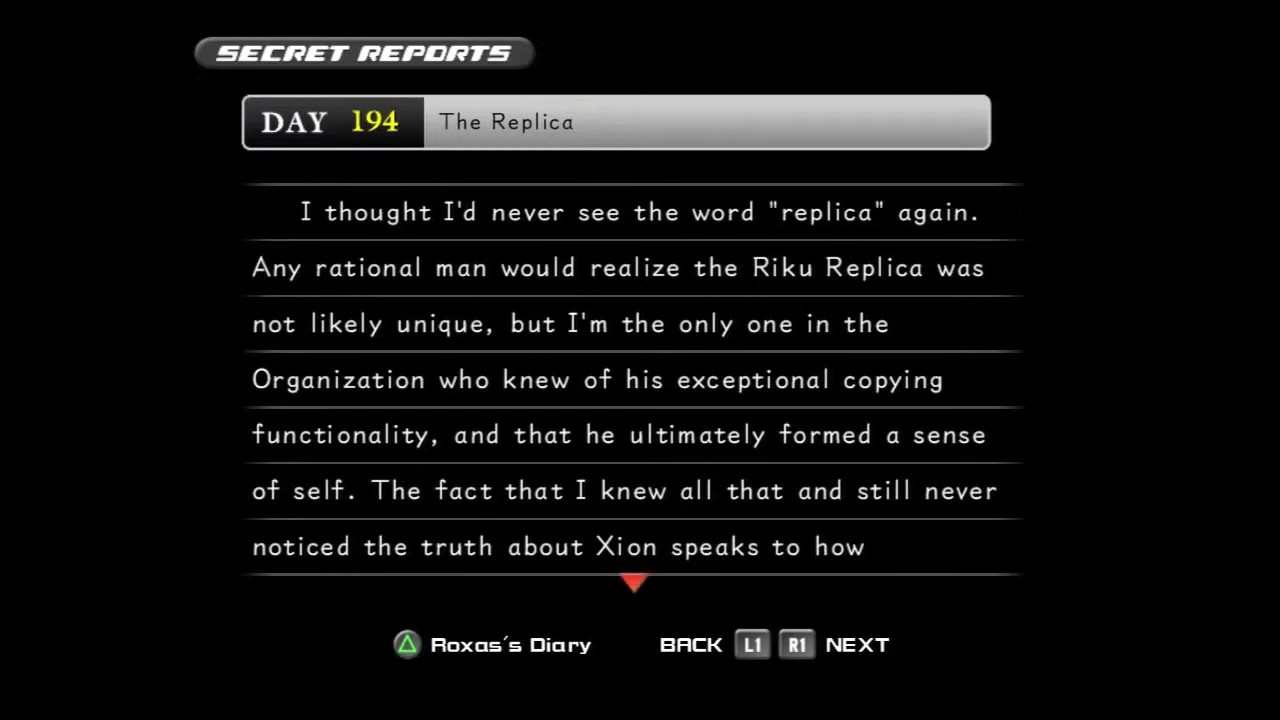 SECRET REPORTS
DAY 194 The Replica
I thought I'd never see the word "replica" again.
Any rational man would realize the Riku Replica was
not likely unique, but I'm the only one in the
Organization who knew of his exceptional copying
functionality, and that he ultimately formed a sense
of self. The fact that I knew all that and still never
noticed the truth about Xion speaks to how
Roxas's Diary BACK L1 R1 NEXT